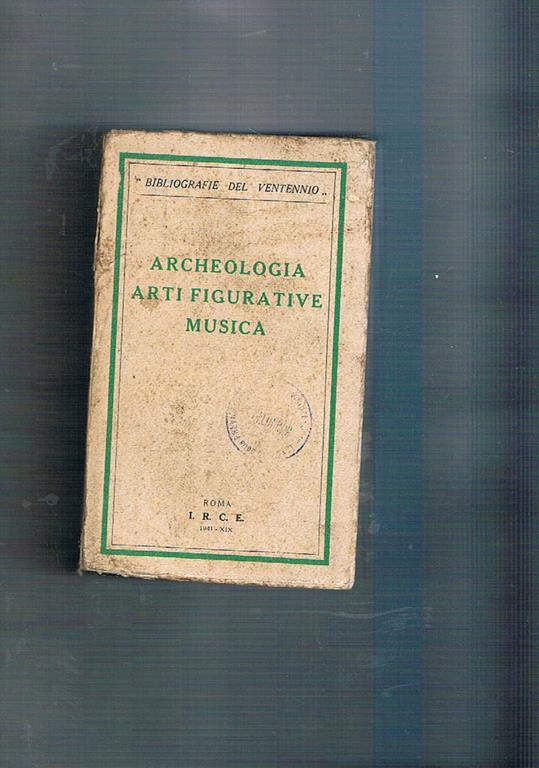 " BIBLIOGRAFIE DEL VENTENNIO „
ARCHEOLOGIA
ARTI FIGURATIVE
MUSICA
ROMA
I. R. C. E.
1941 - XIX